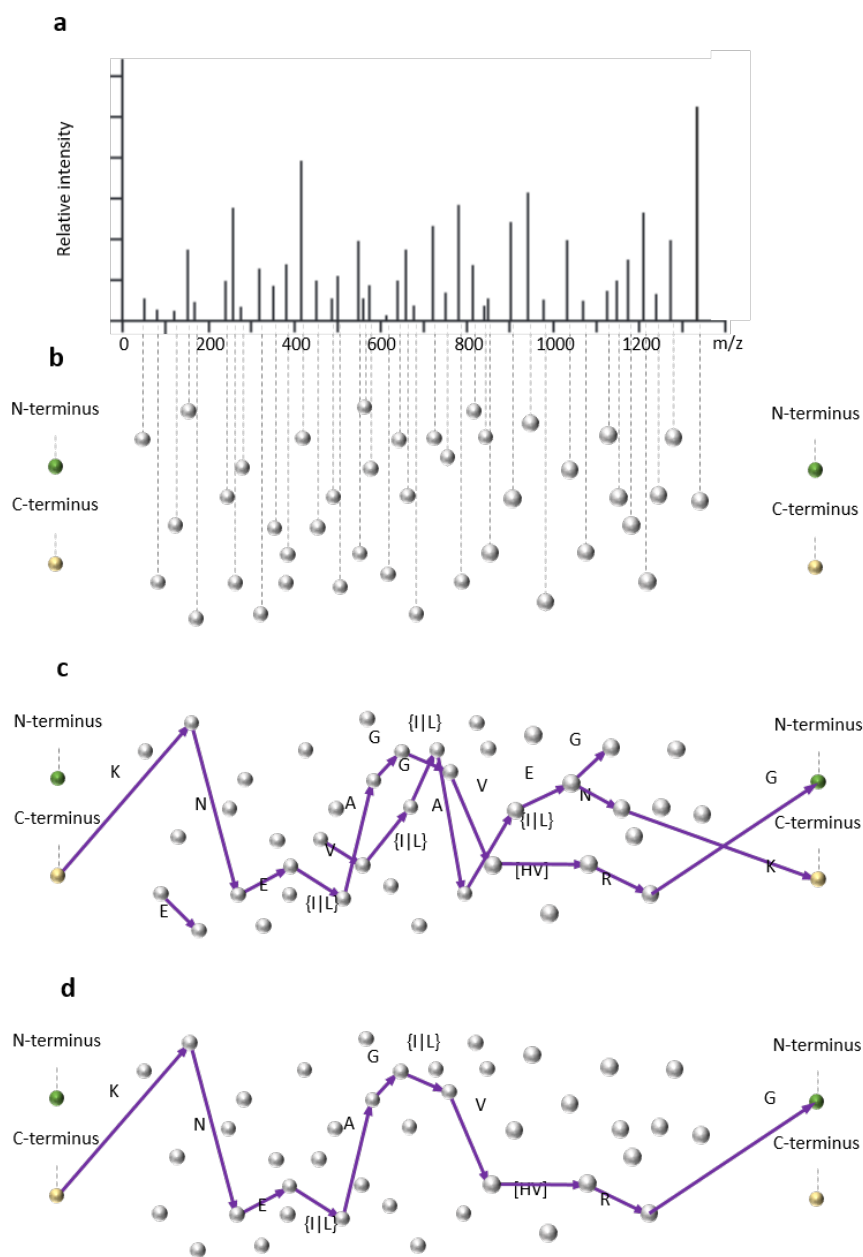 a
Relative intensity
0 200 400 600 800 1000 1200 m/z
b
N-terminus
C-terminus
N-terminus
C-terminus
c
N-terminus
C-terminus
K
N
E
E
{I|L}
V
A
G
G
{I|L}
{I|L}
A
V
E
{I|L}
[HV]
G
N
R
K
G
N-terminus
C-terminus
d
N-terminus
C-terminus
K
N
E
{I|L}
A
G
{I|L}
V
[HV]
R
G
N-terminus
C-terminus